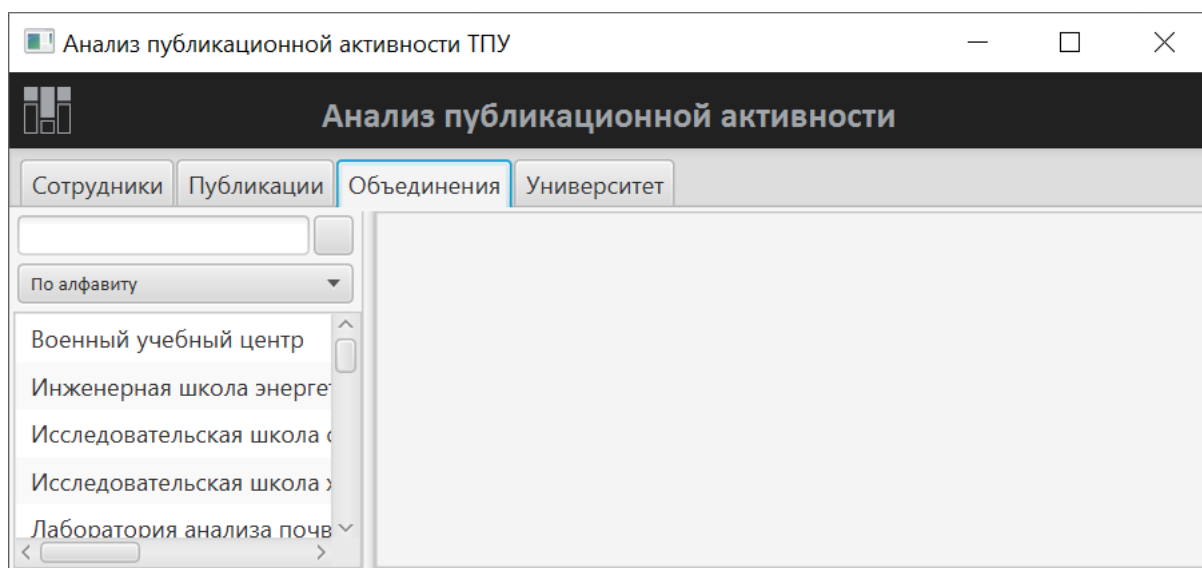 Анализ публикационной активности ТПУ
Анализ публикационной активности
Сотрудники Публикации Объединения Университет
По алфавиту
Военный учебный центр
Инженерная школа энерге
Исследовательская школа
Исследовательская школа
Лаборатория анализа почв